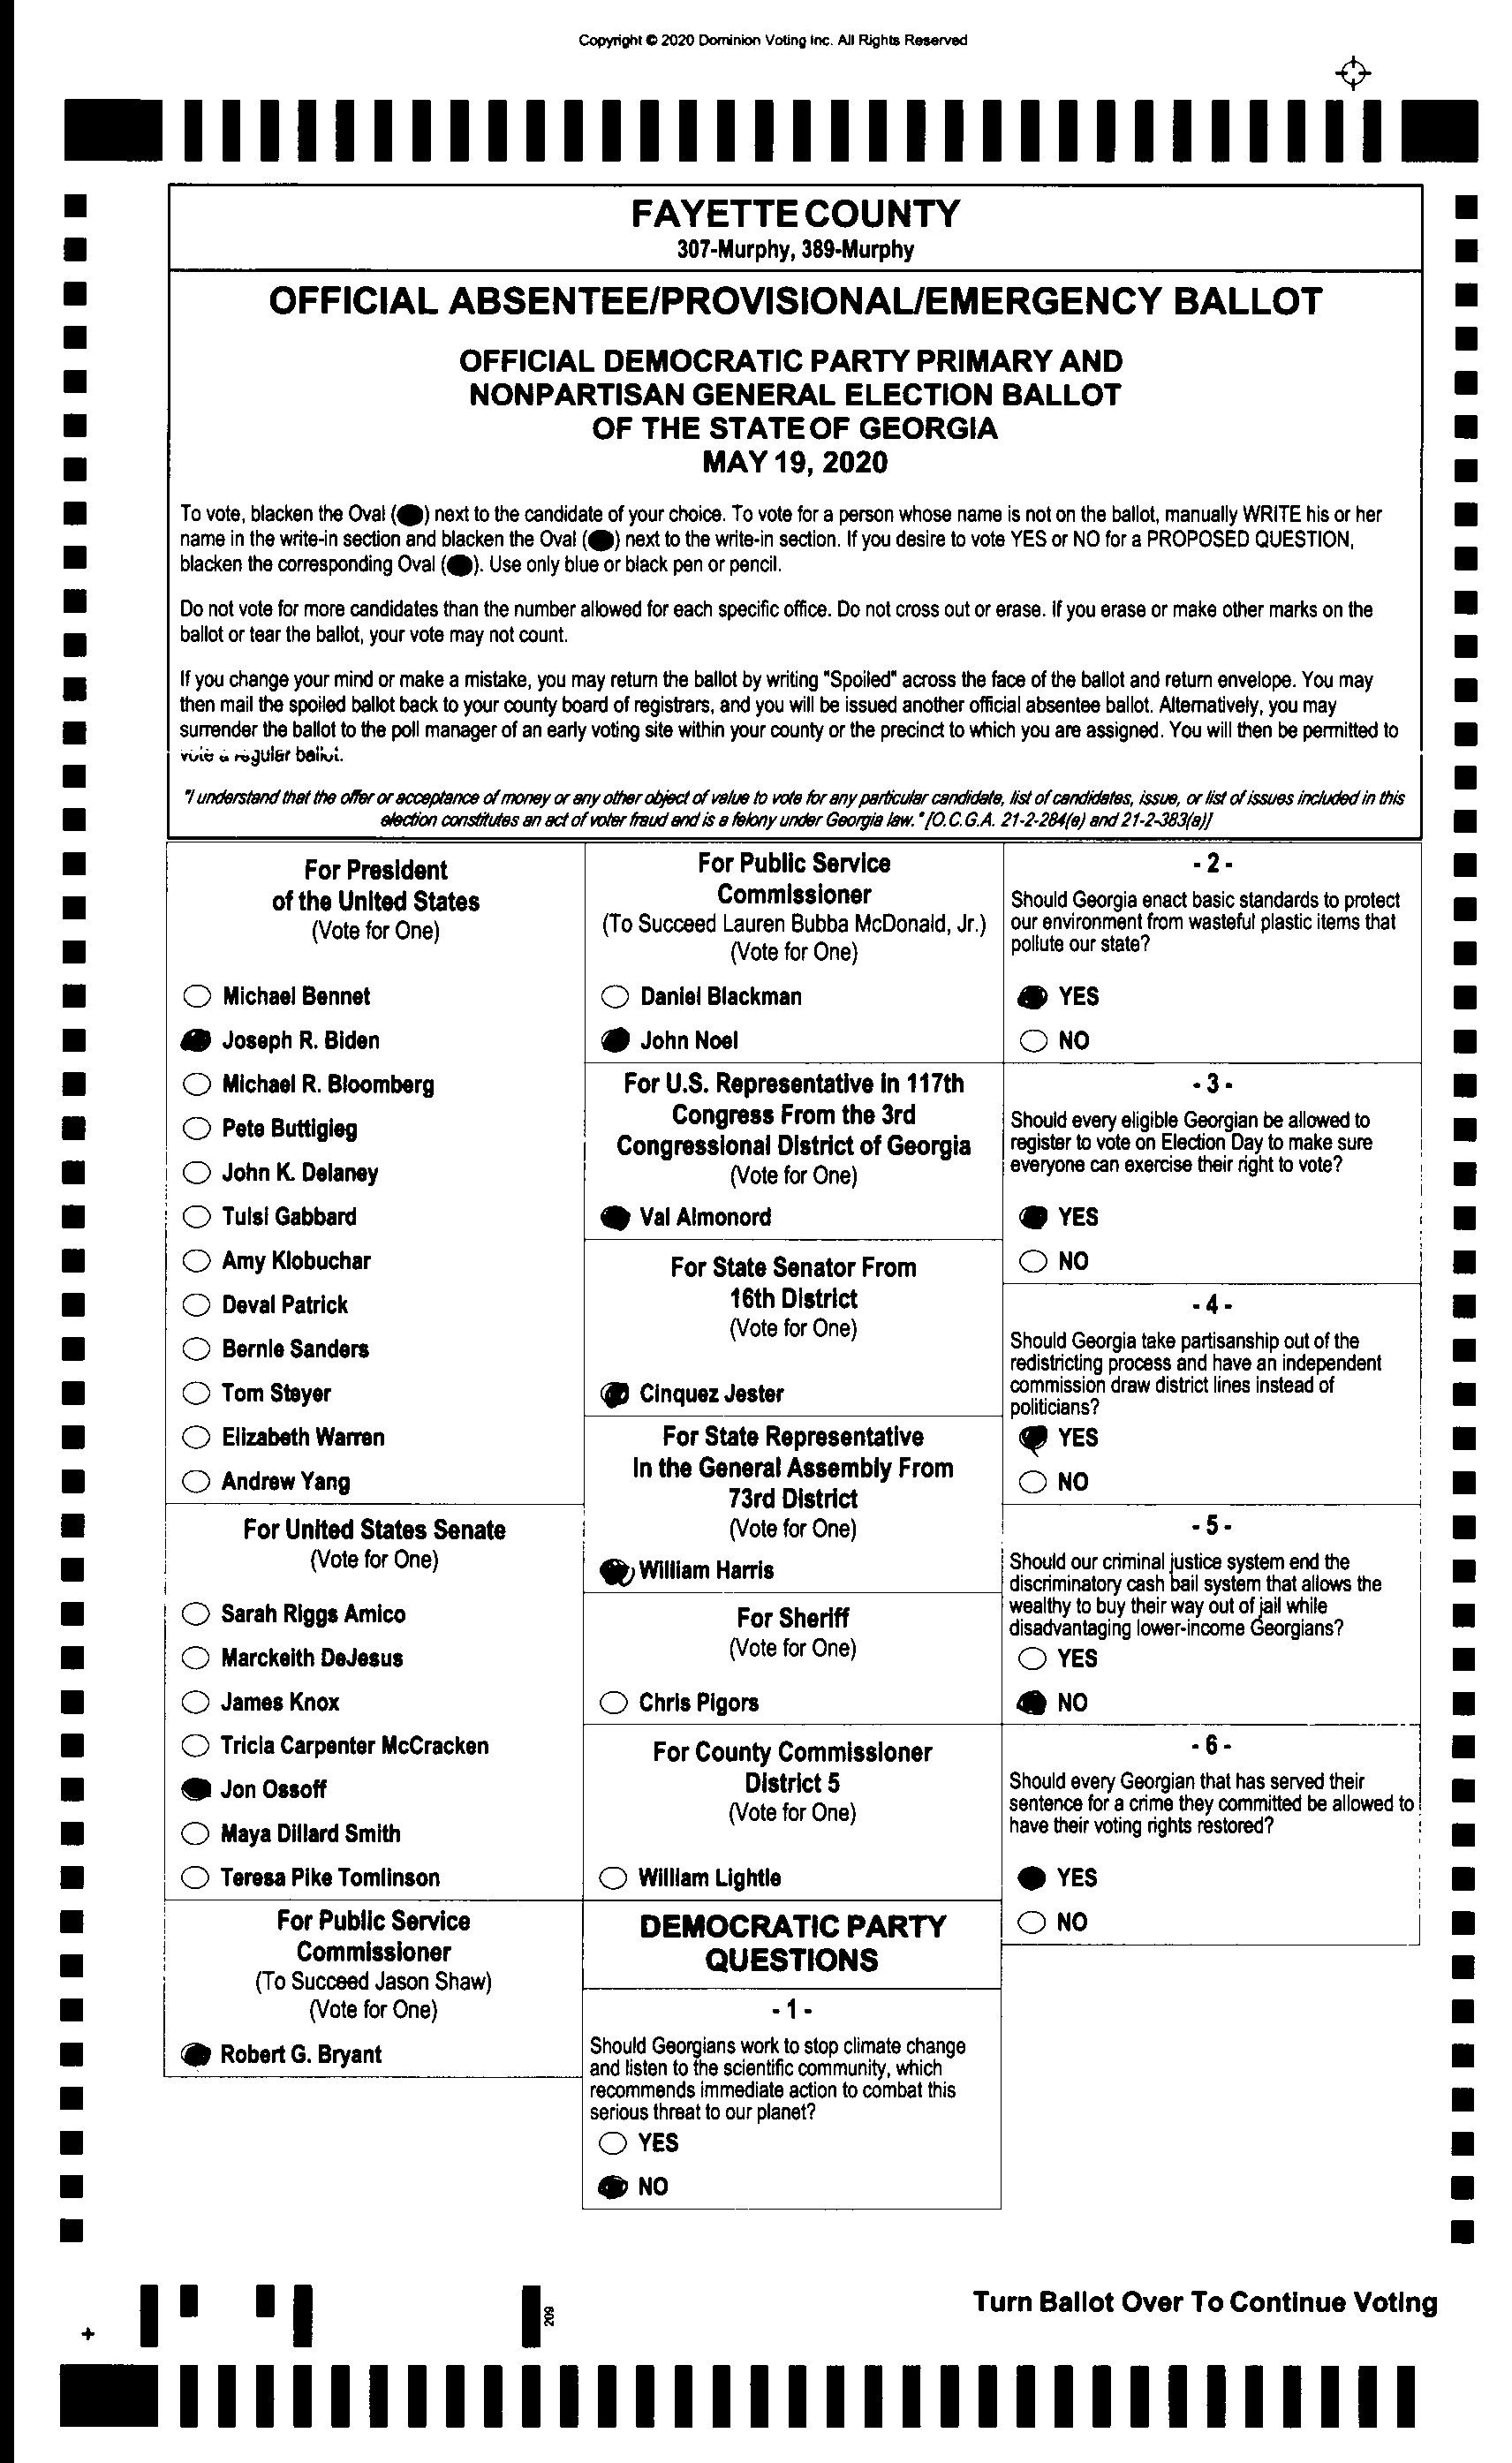 Copyright © 2020 Dominion Voting Inc. All Rights Reserved
FAYETTE COUNTY
307-Murphy, 389-Murphy
OFFICIAL ABSENTEE/PROVISIONAL/EMERGENCY BALLOT
OFFICIAL DEMOCRATIC PARTY PRIMARY AND
NONPARTISAN GENERAL ELECTION BALLOT
OF THE STATE OF GEORGIA
MAY 19, 2020
To vote, blacken the Oval (⬬) next to the candidate of your choice. To vote for a person whose name is not on the ballot, manually WRITE his or her
name in the write-in section and blacken the Oval (⬬) next to the write-in section. If you desire to vote YES or NO for a PROPOSED QUESTION,
blacken the corresponding Oval (⬬). Use only blue or black pen or pencil.
Do not vote for more candidates than the number allowed for each specific office. Do not cross out or erase. If you erase or make other marks on the
ballot or tear the ballot, your vote may not count.
If you change your mind or make a mistake, you may return the ballot by writing "Spoiled" across the face of the ballot and return envelope. You may
then mail the spoiled ballot back to your county board of registrars, and you will be issued another official absentee ballot. Alternatively, you may
surrender the ballot to the poll manager of an early voting site within your county or the precinct to which you are assigned. You will then be permitted to
vote a regular ballot.
"I understand that the offer or acceptance of money or any other object of value to vote for any particular candidate, list of candidates, issue, or list of issues included in this
election constitutes an act of voter fraud and is a felony under Georgia law." [O.C.G.A. 21-2-284(e) and 21-2-383(a)]
For President
of the United States
(Vote for One)
Michael Bennet
Joseph R. Biden
Michael R. Bloomberg
Pete Buttigieg
John K. Delaney
Tulsi Gabbard
Amy Klobuchar
Deval Patrick
Bernie Sanders
Tom Steyer
Elizabeth Warren
Andrew Yang
For United States Senate
(Vote for One)
Sarah Riggs Amico
Marckeith DeJesus
James Knox
Tricia Carpenter McCracken
Jon Ossoff
Maya Dillard Smith
Teresa Pike Tomlinson
For Public Service
Commissioner
(To Succeed Jason Shaw)
(Vote for One)
Robert G. Bryant
For Public Service
Commissioner
(To Succeed Lauren Bubba McDonald, Jr.)
(Vote for One)
Daniel Blackman
John Noel
For U.S. Representative in 117th
Congress From the 3rd
Congressional District of Georgia
(Vote for One)
Val Almonord
For State Senator From
16th District
(Vote for One)
Cinquez Jester
For State Representative
In the General Assembly From
73rd District
(Vote for One)
William Harris
For Sheriff
(Vote for One)
Chris Pigors
For County Commissioner
District 5
(Vote for One)
William Lightle
DEMOCRATIC PARTY
QUESTIONS
- 1 -
Should Georgians work to stop climate change
and listen to the scientific community, which
recommends immediate action to combat this
serious threat to our planet?
YES
NO
- 2 -
Should Georgia enact basic standards to protect
our environment from wasteful plastic items that
pollute our state?
YES
NO
- 3 -
Should every eligible Georgian be allowed to
register to vote on Election Day to make sure
everyone can exercise their right to vote?
YES
NO
- 4 -
Should Georgia take partisanship out of the
redistricting process and have an independent
commission draw district lines instead of
politicians?
YES
NO
- 5 -
Should our criminal justice system end the
discriminatory cash bail system that allows the
wealthy to buy their way out of jail while
disadvantaging lower-income Georgians?
YES
NO
- 6 -
Should every Georgian that has served their
sentence for a crime they committed be allowed to
have their voting rights restored?
YES
NO
Turn Ballot Over To Continue Voting
209